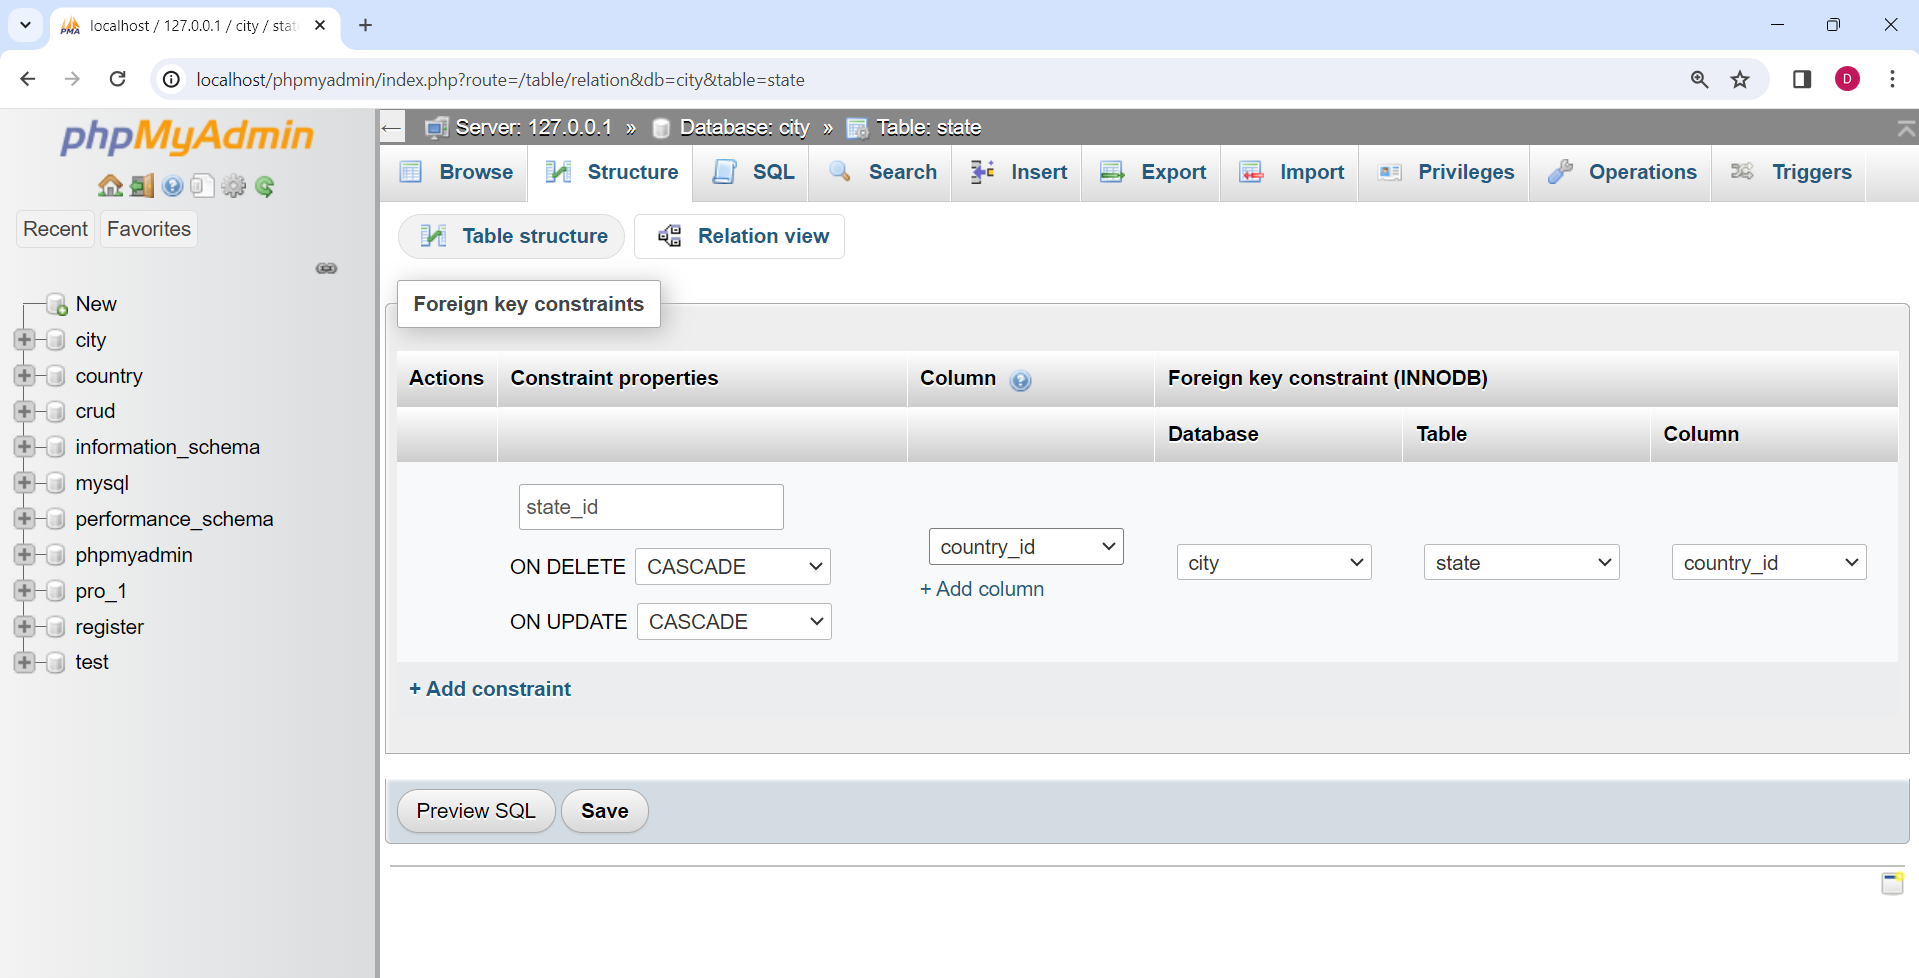 localhost / 127.0.0.1 / city / stat
localhost/phpmyadmin/index.php?route=/table/relation&db=city&table=state
D
phpMyAdmin
Recent Favorites
New
city
country
crud
information_schema
mysql
performance_schema
phpmyadmin
pro_1
register
test
Server: 127.0.0.1 » Database: city » Table: state
Browse Structure SQL Search Insert Export Import Privileges Operations Triggers
Table structure Relation view
Foreign key constraints
Actions Constraint properties Column Foreign key constraint (INNODB)
Database Table Column
state_id
ON DELETE CASCADE
ON UPDATE CASCADE
country_id
+ Add column
city state country_id
+ Add constraint
Preview SQL Save